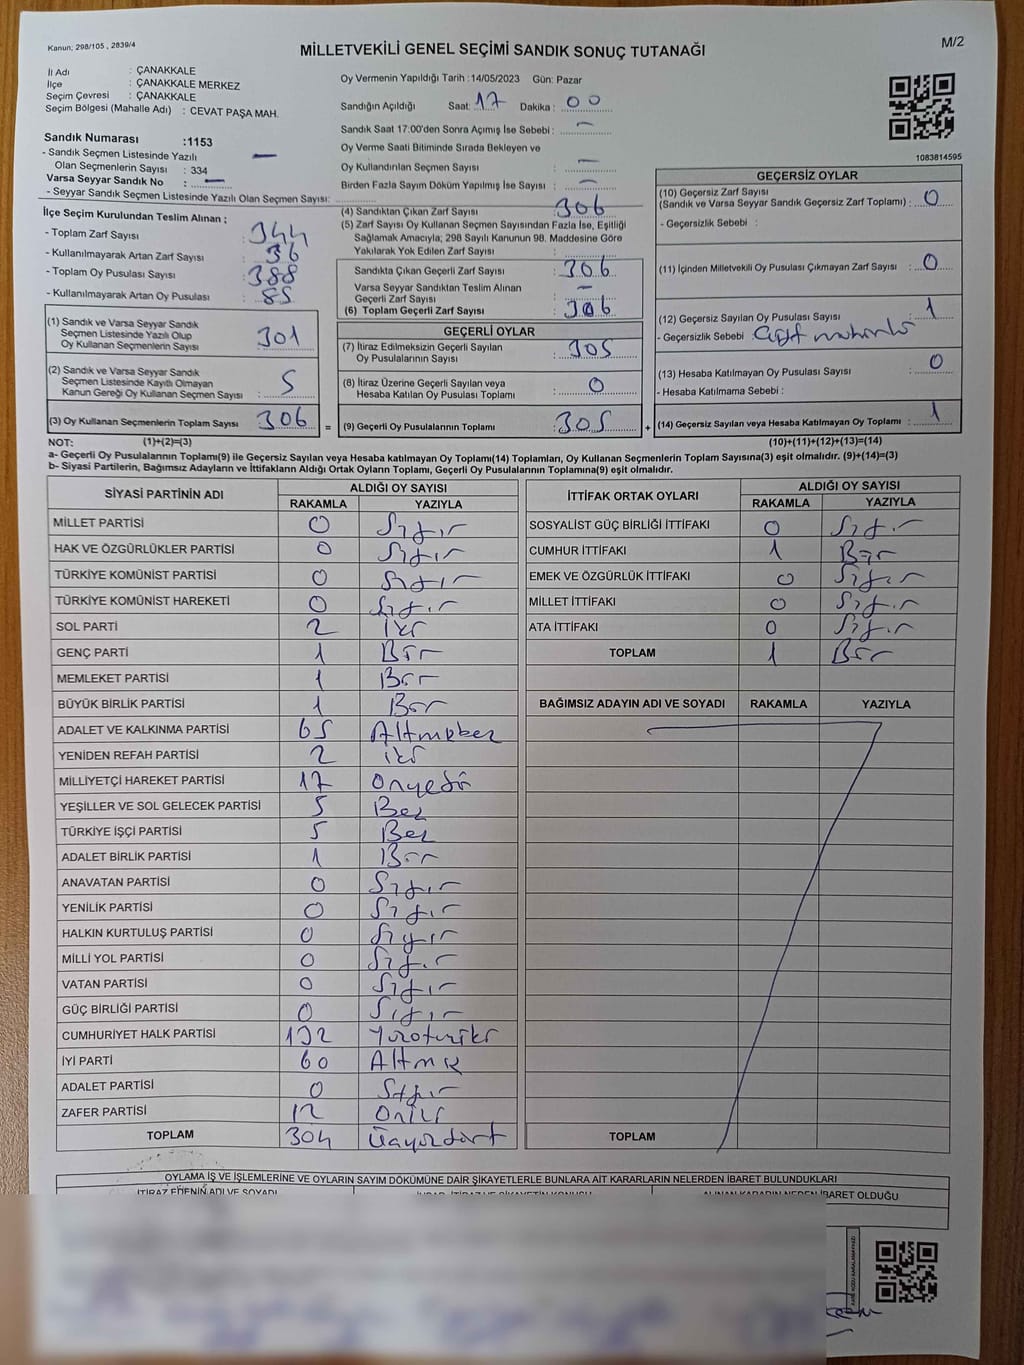 Kanun; 298/105 , 2839/4
M/2
MİLLETVEKİLİ GENEL SEÇİMİ SANDIK SONUÇ TUTANAĞI
İl Adı : ÇANAKKALE
İlçe : ÇANAKKALE MERKEZ
Seçim Çevresi : ÇANAKKALE
Seçim Bölgesi (Mahalle Adı) : CEVAT PAŞA MAH.
Sandık Numarası :1153
- Sandık Seçmen Listesinde Yazılı
Olan Seçmenlerin Sayısı : 334
Varsa Seyyar Sandık No : —
- Seyyar Sandık Seçmen Listesinde Yazılı Olan Seçmen Sayısı:
Oy Vermenin Yapıldığı Tarih :14/05/2023 Gün: Pazar
Sandığın Açıldığı Saat: 17 Dakika : 00
Sandık Saat 17:00'den Sonra Açımış İse Sebebi : —
Oy Verme Saati Bitiminde Sırada Bekleyen ve
Oy Kullandırılan Seçmen Sayısı : —
Birden Fazla Sayım Döküm Yapılmış İse Sayısı : —
1083814595
İlçe Seçim Kurulundan Teslim Alınan ;
- Toplam Zarf Sayısı : 344
- Kullanılmayarak Artan Zarf Sayısı : 36
- Toplam Oy Pusulası Sayısı : 388
- Kullanılmayarak Artan Oy Pusulası : 85
(1) Sandık ve Varsa Seyyar Sandık
Seçmen Listesinde Yazılı Olup
Oy Kullanan Seçmenlerin Sayısı : 301
(2) Sandık ve Varsa Seyyar Sandık
Seçmen Listesinde Kayıtlı Olmayan
Kanun Gereği Oy Kullanan Seçmen Sayısı : 5
(3) Oy Kullanan Seçmenlerin Toplam Sayısı : 306
(4) Sandıktan Çıkan Zarf Sayısı : 306
(5) Zarf Sayısı Oy Kullanan Seçmen Sayısından Fazla İse, Eşitliği
Sağlamak Amacıyla; 298 Sayılı Kanunun 98. Maddesine Göre
Yakılarak Yok Edilen Zarf Sayısı :
Sandıkta Çıkan Geçerli Zarf Sayısı : 306
Varsa Seyyar Sandıktan Teslim Alınan
Geçerli Zarf Sayısı : —
(6) Toplam Geçerli Zarf Sayısı : 306
GEÇERLİ OYLAR
(7) İtiraz Edilmeksizin Geçerli Sayılan
Oy Pusulalarının Sayısı : 305
(8) İtiraz Üzerine Geçerli Sayılan veya
Hesaba Katılan Oy Pusulası Toplamı : 0
= (9) Geçerli Oy Pusulalarının Toplamı : 305
GEÇERSİZ OYLAR
(10) Geçersiz Zarf Sayısı
(Sandık ve Varsa Seyyar Sandık Geçersiz Zarf Toplamı) : 0
- Geçersizlik Sebebi :
(11) İçinden Milletvekili Oy Pusulası Çıkmayan Zarf Sayısı : 0
(12) Geçersiz Sayılan Oy Pusulası Sayısı : 1
- Geçersizlik Sebebi : Çift mühürlü
(13) Hesaba Katılmayan Oy Pusulası Sayısı : 0
- Hesaba Katılmama Sebebi :
+ (14) Geçersiz Sayılan veya Hesaba Katılmayan Oy Toplamı : 1
NOT: (1)+(2)=(3) (10)+(11)+(12)+(13)=(14)
a- Geçerli Oy Pusulasının Toplamı(9) ile Geçersiz Sayılan veya Hesaba katılmayan Oy Toplamı(14) Toplamları, Oy Kullanan Seçmenlerin Toplam Sayısına(3) eşit olmalıdır. (9)+(14)=(3)
b- Siyasi Partilerin, Bağımsız Adayların ve İttifakların Aldığı Ortak Oyların Toplamı, Geçerli Oy Pusulalarının Toplamına(9) eşit olmalıdır.
SİYASİ PARTİNİN ADI ALDIĞI OY SAYISI
RAKAMLA YAZIYLA
MİLLET PARTİSİ 0 Sıfır
HAK VE ÖZGÜRLÜKLER PARTİSİ 0 Sıfır
TÜRKİYE KOMÜNİST PARTİSİ 0 Sıfır
TÜRKİYE KOMÜNİST HAREKETİ 0 Sıfır
SOL PARTİ 2 iki
GENÇ PARTİ 1 Bir
MEMLEKET PARTİSİ 1 Bir
BÜYÜK BİRLİK PARTİSİ 1 Bir
ADALET VE KALKINMA PARTİSİ 65 Altmışbeş
YENİDEN REFAH PARTİSİ 2 iki
MİLLİYETÇİ HAREKET PARTİSİ 17 Onyedi
YEŞİLLER VE SOL GELECEK PARTİSİ 5 Beş
TÜRKİYE İŞÇİ PARTİSİ 5 Beş
ADALET BİRLİK PARTİSİ 1 Bir
ANAVATAN PARTİSİ 0 Sıfır
YENİLİK PARTİSİ 0 Sıfır
HALKIN KURTULUŞ PARTİSİ 0 Sıfır
MİLLİ YOL PARTİSİ 0 Sıfır
VATAN PARTİSİ 0 Sıfır
GÜÇ BİRLİĞİ PARTİSİ 0 Sıfır
CUMHURİYET HALK PARTİSİ 132 Yüzotuziki
İYİ PARTİ 60 Altmış
ADALET PARTİSİ 0 Sıfır
ZAFER PARTİSİ 12 Oniki
TOPLAM 304 Üçyüzdört
İTTİFAK ORTAK OYLARI ALDIĞI OY SAYISI
RAKAMLA YAZIYLA
SOSYALİST GÜÇ BİRLİĞİ İTTİFAKI 0 Sıfır
CUMHUR İTTİFAKI 1 Bir
EMEK VE ÖZGÜRLÜK İTTİFAKI 0 Sıfır
MİLLET İTTİFAKI 0 Sıfır
ATA İTTİFAKI 0 Sıfır
TOPLAM 1 Bir
BAĞIMSIZ ADAYIN ADI VE SOYADI RAKAMLA YAZIYLA
TOPLAM
OYLAMA İŞ VE İŞLEMLERİNE VE OYLARIN SAYIM DÖKÜMÜNE DAİR ŞİKAYETLERLE BUNLARA AİT KARARLARIN NELERDEN İBARET BULUNDUKLARI
İTİRAZ EDENİN ADI VE SOYADI
ALINAN KARARIN NEDEN İBARET OLDUĞU